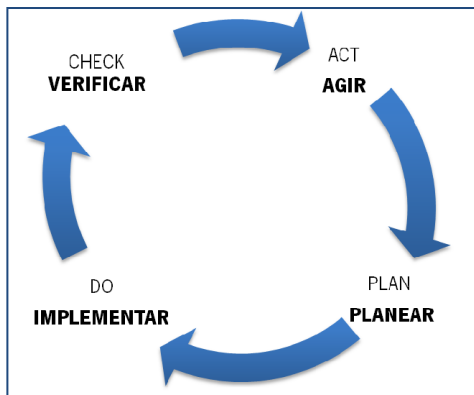 CHECK
VERIFICAR
ACT
AGIR
PLAN
PLANEAR
DO
IMPLEMENTAR